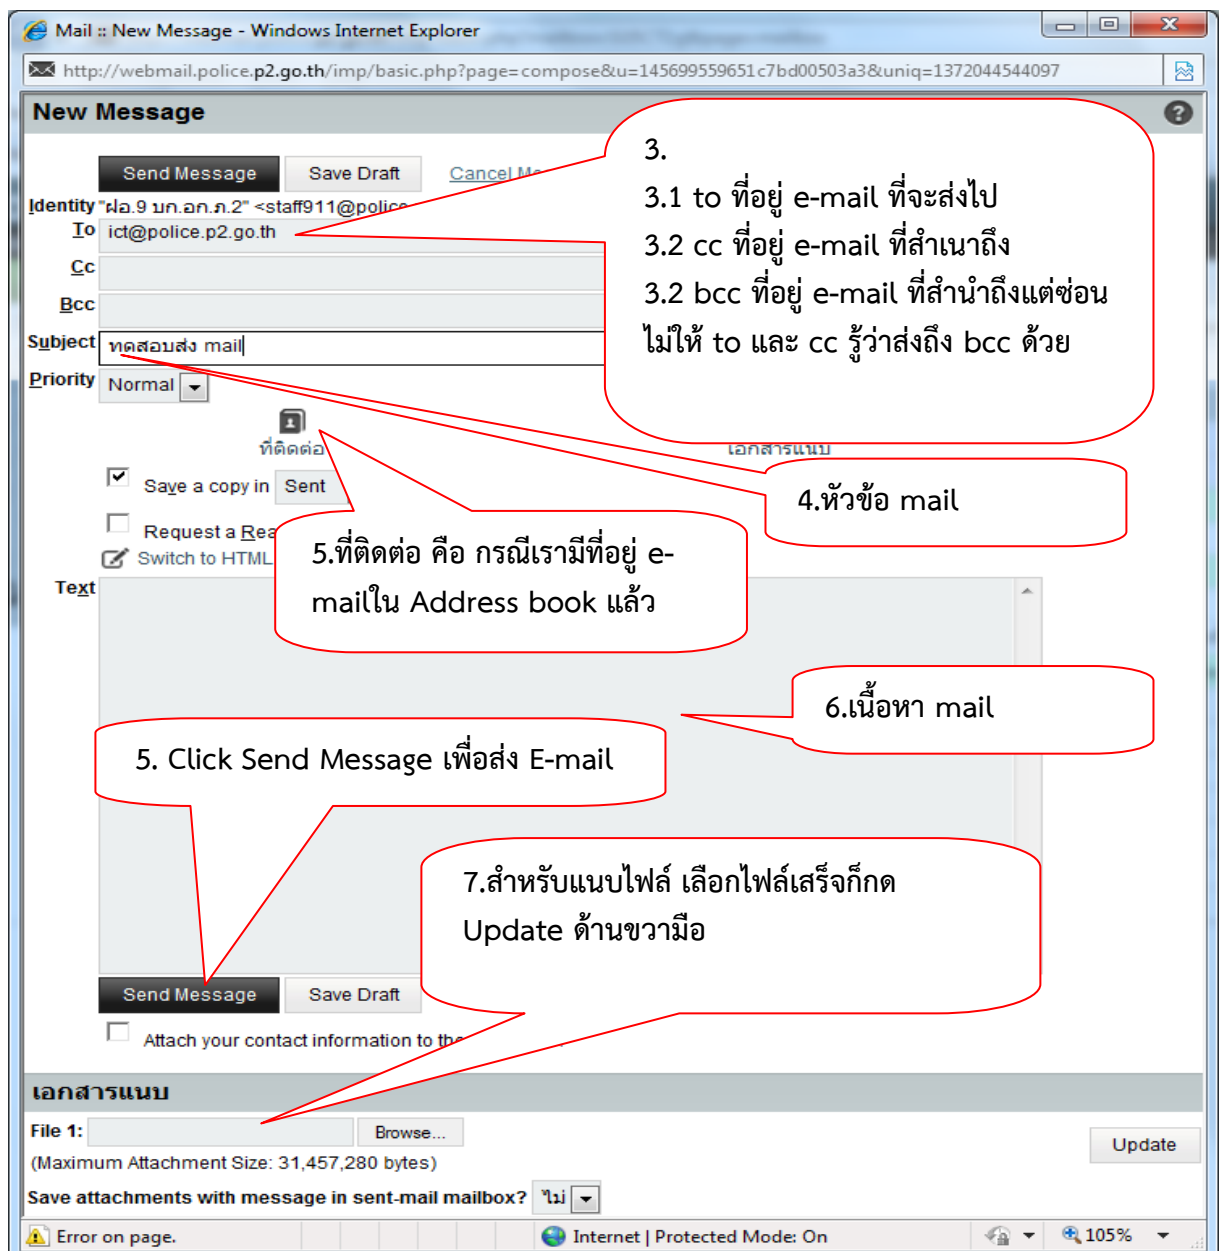 Mail :: New Message - Windows Internet Explorer
http://webmail.police.p2.go.th/imp/basic.php?page=compose&u=145699559651c7bd00503a3&uniq=1372044544097
New Message
Send Message Save Draft Cancel
Identity "ฝอ.9 บก.อก.ภ.2" <staff911@police
To ict@police.p2.go.th
Cc
Bcc
Subject ทดสอบส่ง mail
Priority Normal
3.
3.1 to ที่อยู่ e-mail ที่จะส่งไป
3.2 cc ที่อยู่ e-mail ที่สำเนาถึง
3.2 bcc ที่อยู่ e-mail ที่สำนำถึงแต่ซ่อน
ไม่ให้ to และ cc รู้ว่าส่งถึง bcc ด้วย
ที่ติดต่อ เอกสารแนบ
Save a copy in Sent
4.หัวข้อ mail
Request a Rea
Switch to HTML
5.ที่ติดต่อ คือ กรณีเรามีที่อยู่ e-
mailใน Address book แล้ว
Text
6.เนื้อหา mail
5. Click Send Message เพื่อส่ง E-mail
7.สำหรับแนบไฟล์ เลือกไฟล์เสร็จก็กด
Update ด้านขวามือ
Send Message Save Draft
Attach your contact information to the
เอกสารแนบ
File 1: Browse...
Update
(Maximum Attachment Size: 31,457,280 bytes)
Save attachments with message in sent-mail mailbox? ไม่
Error on page. Internet | Protected Mode: On 105%